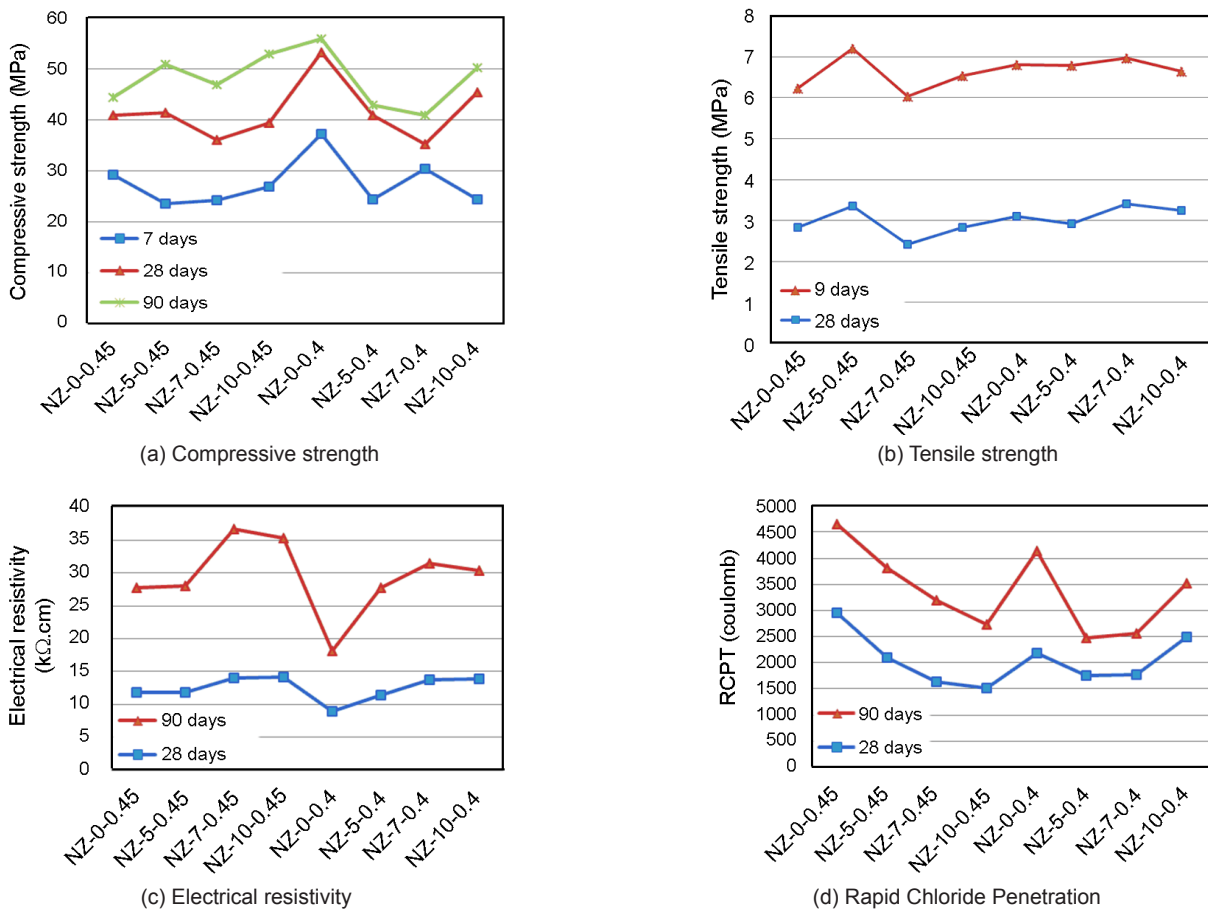 60
50
40
30
20
10
0
Compressive strength (MPa)
7 days
28 days
90 days
NZ-0-0.45
NZ-5-0.45
NZ-7-0.45
NZ-10-0.45
NZ-0-0.4
NZ-5-0.4
NZ-7-0.4
NZ-10-0.4
(a) Compressive strength
8
7
6
5
4
3
2
1
0
Tensile strength (MPa)
9 days
28 days
NZ-0-0.45
NZ-5-0.45
NZ-7-0.45
NZ-10-0.45
NZ-0-0.4
NZ-5-0.4
NZ-7-0.4
NZ-10-0.4
(b) Tensile strength
40
35
30
25
20
15
10
5
0
Electrical resistivity
(kΩ.cm)
90 days
28 days
NZ-0-0.45
NZ-5-0.45
NZ-7-0.45
NZ-10-0.45
NZ-0-0.4
NZ-5-0.4
NZ-7-0.4
NZ-10-0.4
(c) Electrical resistivity
5000
4500
4000
3500
3000
2500
2000
1500
1000
500
0
RCPT (coulomb)
90 days
28 days
NZ-0-0.45
NZ-5-0.45
NZ-7-0.45
NZ-10-0.45
NZ-0-0.4
NZ-5-0.4
NZ-7-0.4
NZ-10-0.4
(d) Rapid Chloride Penetration